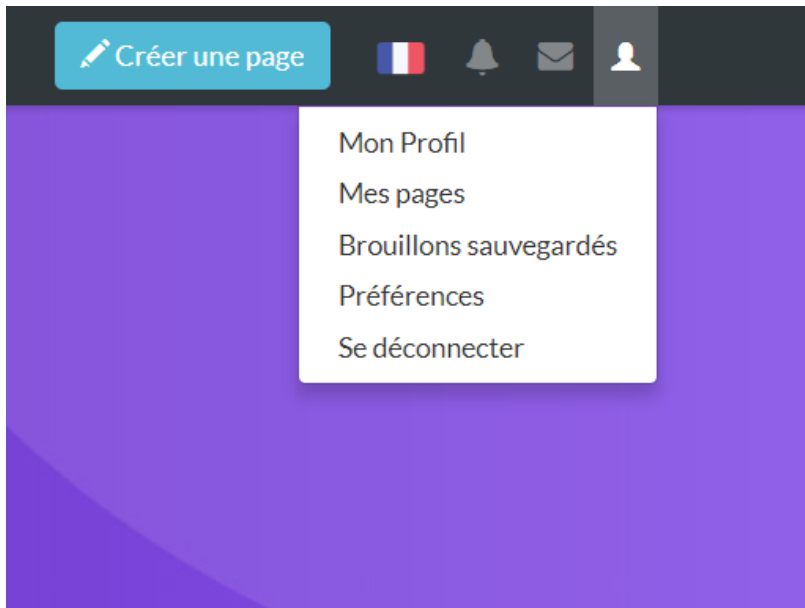 Créer une page
Mon Profil
Mes pages
Brouillons sauvegardés
Préférences
Se déconnecter